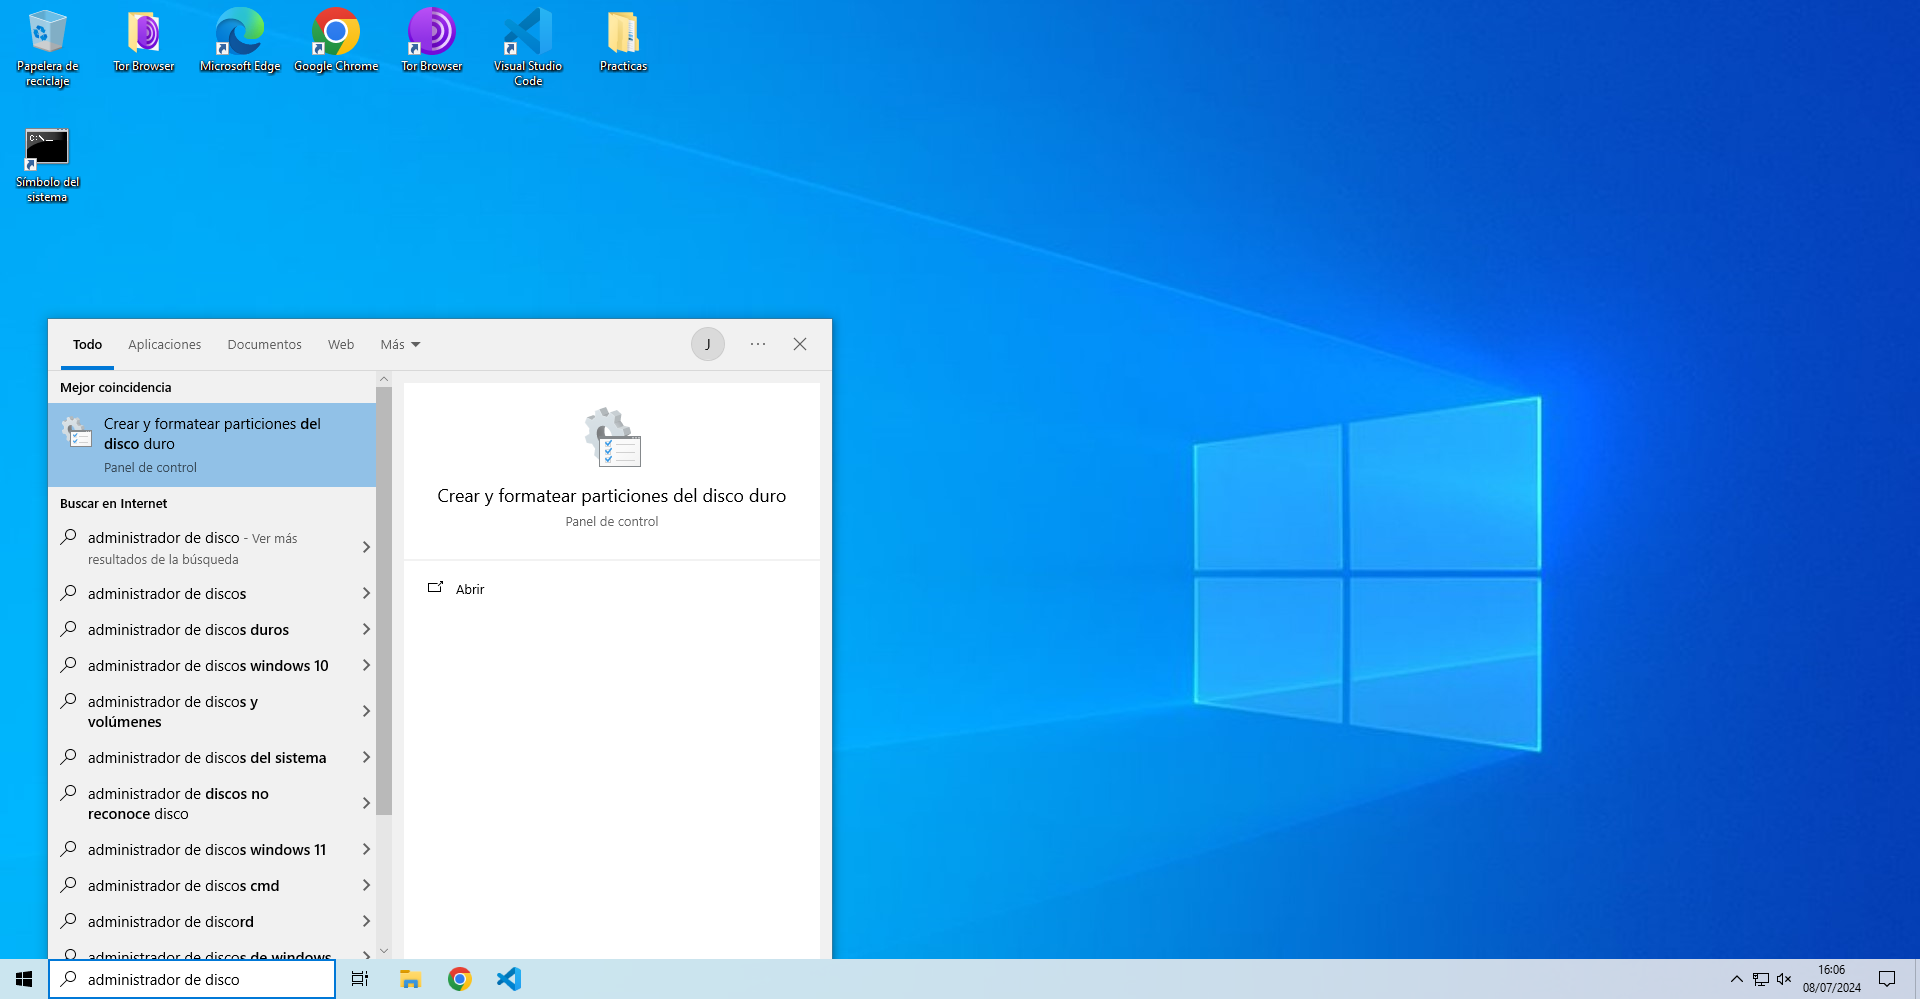 Papelera de
reciclaje
Tor Browser
Microsoft Edge
Google Chrome
Tor Browser
Visual Studio
Code
Practicas
C:\._
Símbolo del
sistema
Todo
Aplicaciones
Documentos
Web
Más
J
Mejor coincidencia
Crear y formatear particiones del
disco duro
Panel de control
Buscar en Internet
administrador de disco - Ver más
resultados de la búsqueda
administrador de discos
administrador de discos duros
administrador de discos windows 10
administrador de discos y
volúmenes
administrador de discos del sistema
administrador de discos no
reconoce disco
administrador de discos windows 11
administrador de discos cmd
administrador de discord
administrador de discos de windows
Crear y formatear particiones del disco duro
Panel de control
Abrir
administrador de disco
16:06
08/07/2024